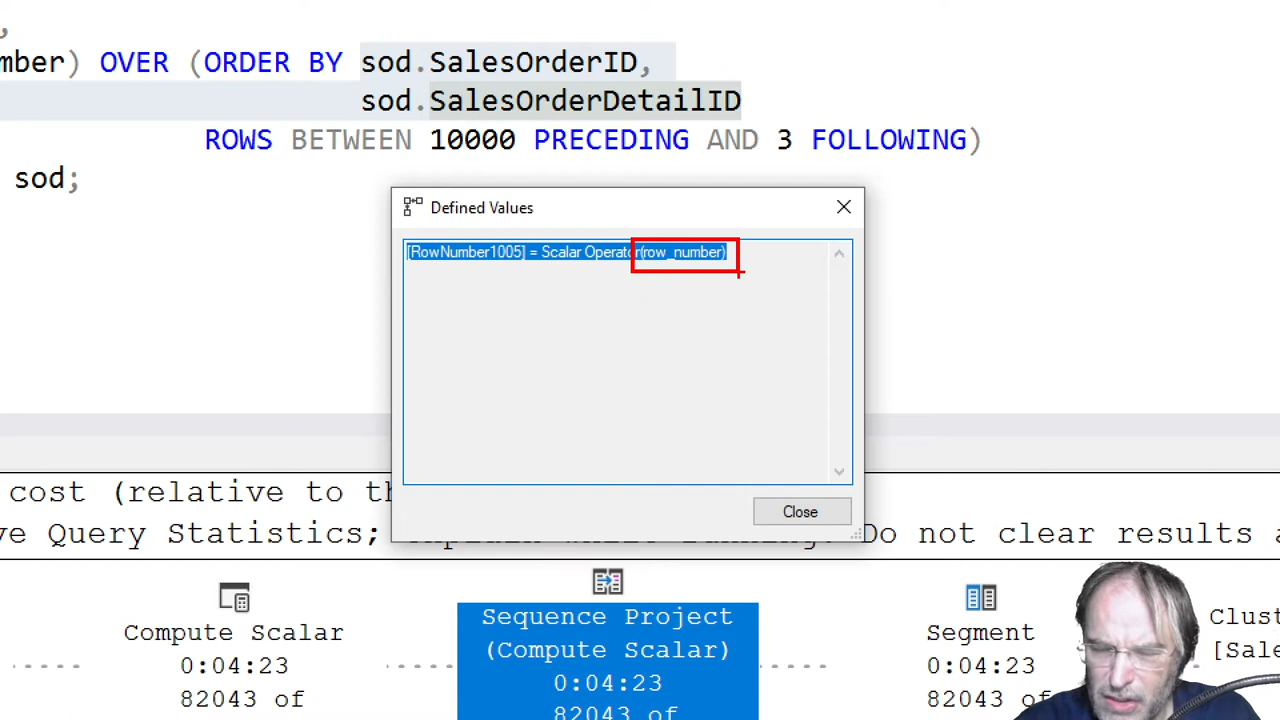 ,
mber) OVER (ORDER BY sod.SalesOrderID,
sod.SalesOrderDetailID
ROWS BETWEEN 10000 PRECEDING AND 3 FOLLOWING)
sod;
Defined Values
[RowNumber1005] = Scalar Operator(row_number)
Close
cost (relative to th
ve Query Statistics;
Do not clear results a
Compute Scalar
0:04:23
82043 of
Sequence Project
(Compute Scalar)
0:04:23
82043 of
Segment
0:04:23
82043 of
Clust
[Sale